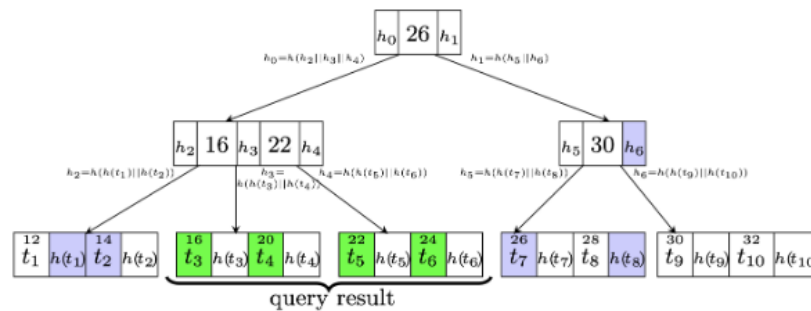 h0 26 h1
h0=h(h2||h3||h4)
h1=h(h5||h6)
h2 16 h3 22 h4
h5 30 h6
h2=h(h(t1)||h(t2))
h3=
h(h(t3)||h(t4))
h4=h(h(t5)||h(t6))
h5=h(h(t7)||h(t8))
h6=h(h(t9)||h(t10))
12 14 16 20 22 24 26 28 30 32
t1 h(t1) t2 h(t2) t3 h(t3) t4 h(t4) t5 h(t5) t6 h(t6) t7 h(t7) t8 h(t8) t9 h(t9) t10 h(t10
query result